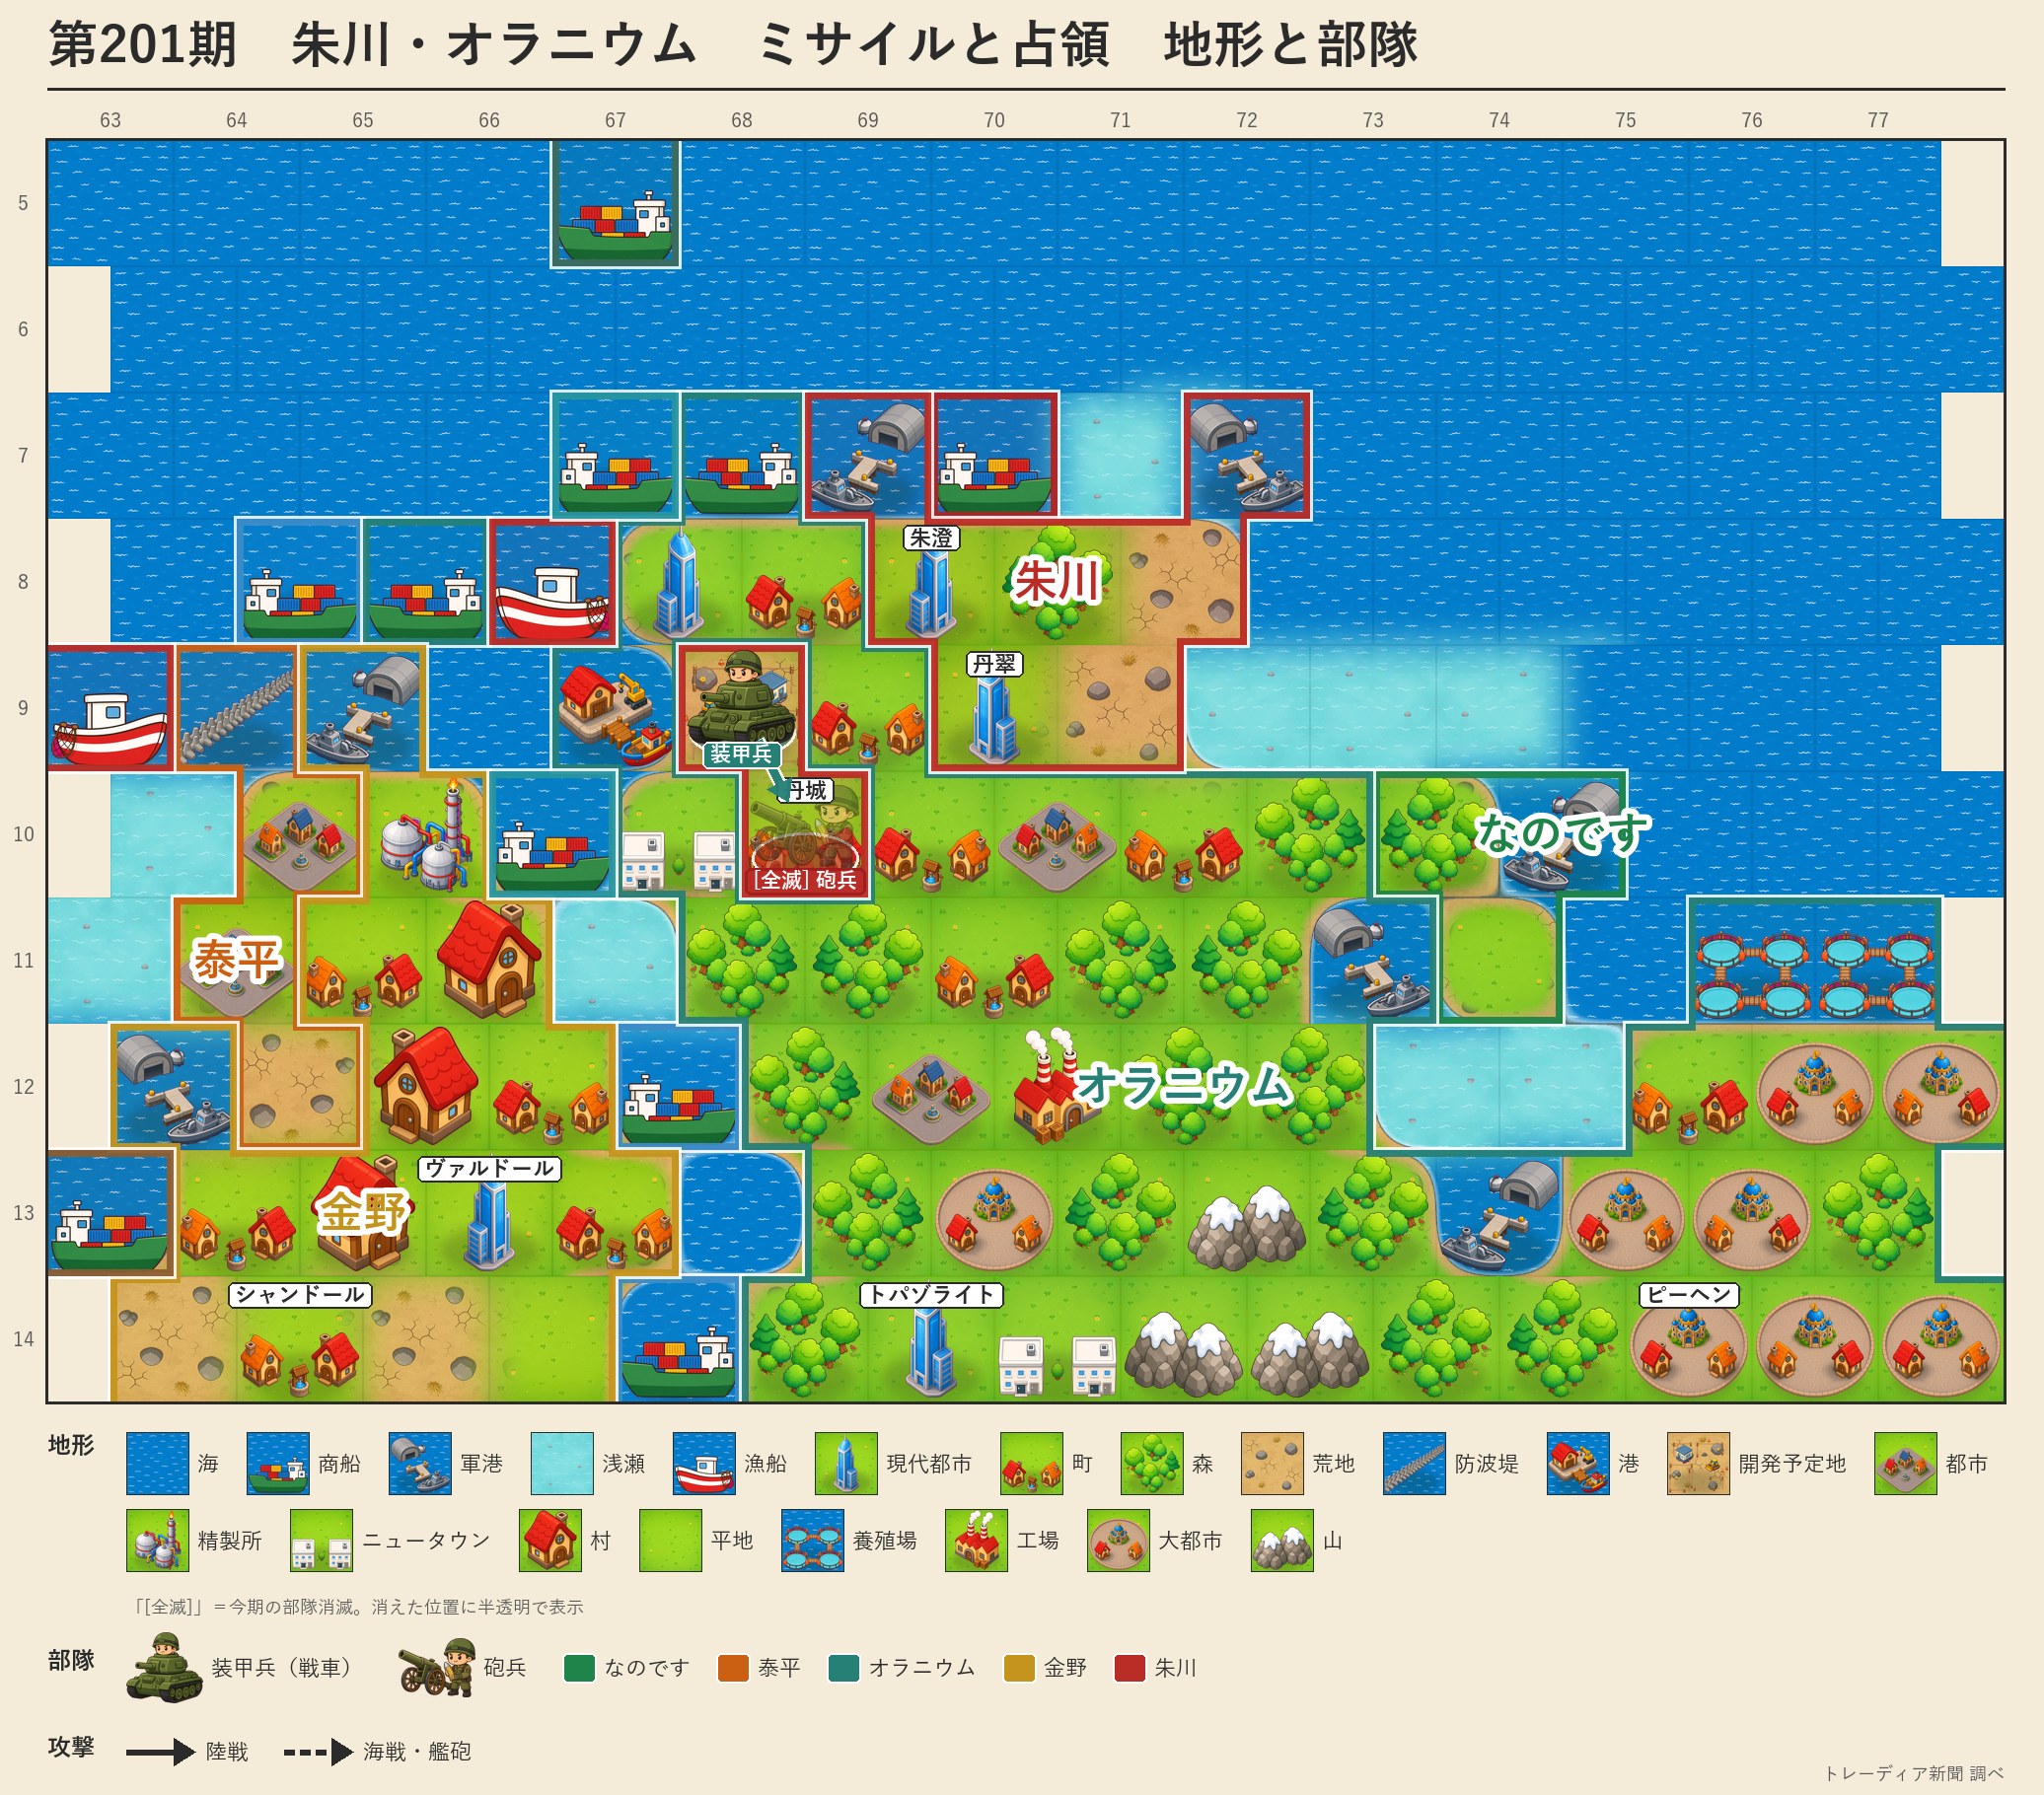 第201期　朱川・オラニウム　ミサイルと占領　地形と部隊
63 64 65 66 67 68 69 70 71 72 73 74 75 76 77
5
6
7
8
朱澄
朱川
9
丹翠
装甲兵
10
丹城
なのです
[全滅] 砲兵
11
泰平
12
オラニウム
13
ヴァルドール
金野
14
シャンドール
トパゾライト
ピーヘン
地形 海 商船 軍港 浅瀬 漁船 現代都市 町 森 荒地 防波堤 港 開発予定地 都市
精製所 ニュータウン 村 平地 養殖場 工場 大都市 山
「[全滅]」＝今期の部隊消滅。消えた位置に半透明で表示
部隊 装甲兵（戦車） 砲兵 なのです 泰平 オラニウム 金野 朱川
攻撃 陸戦 海戦・艦砲
トレーディア新聞 調べ